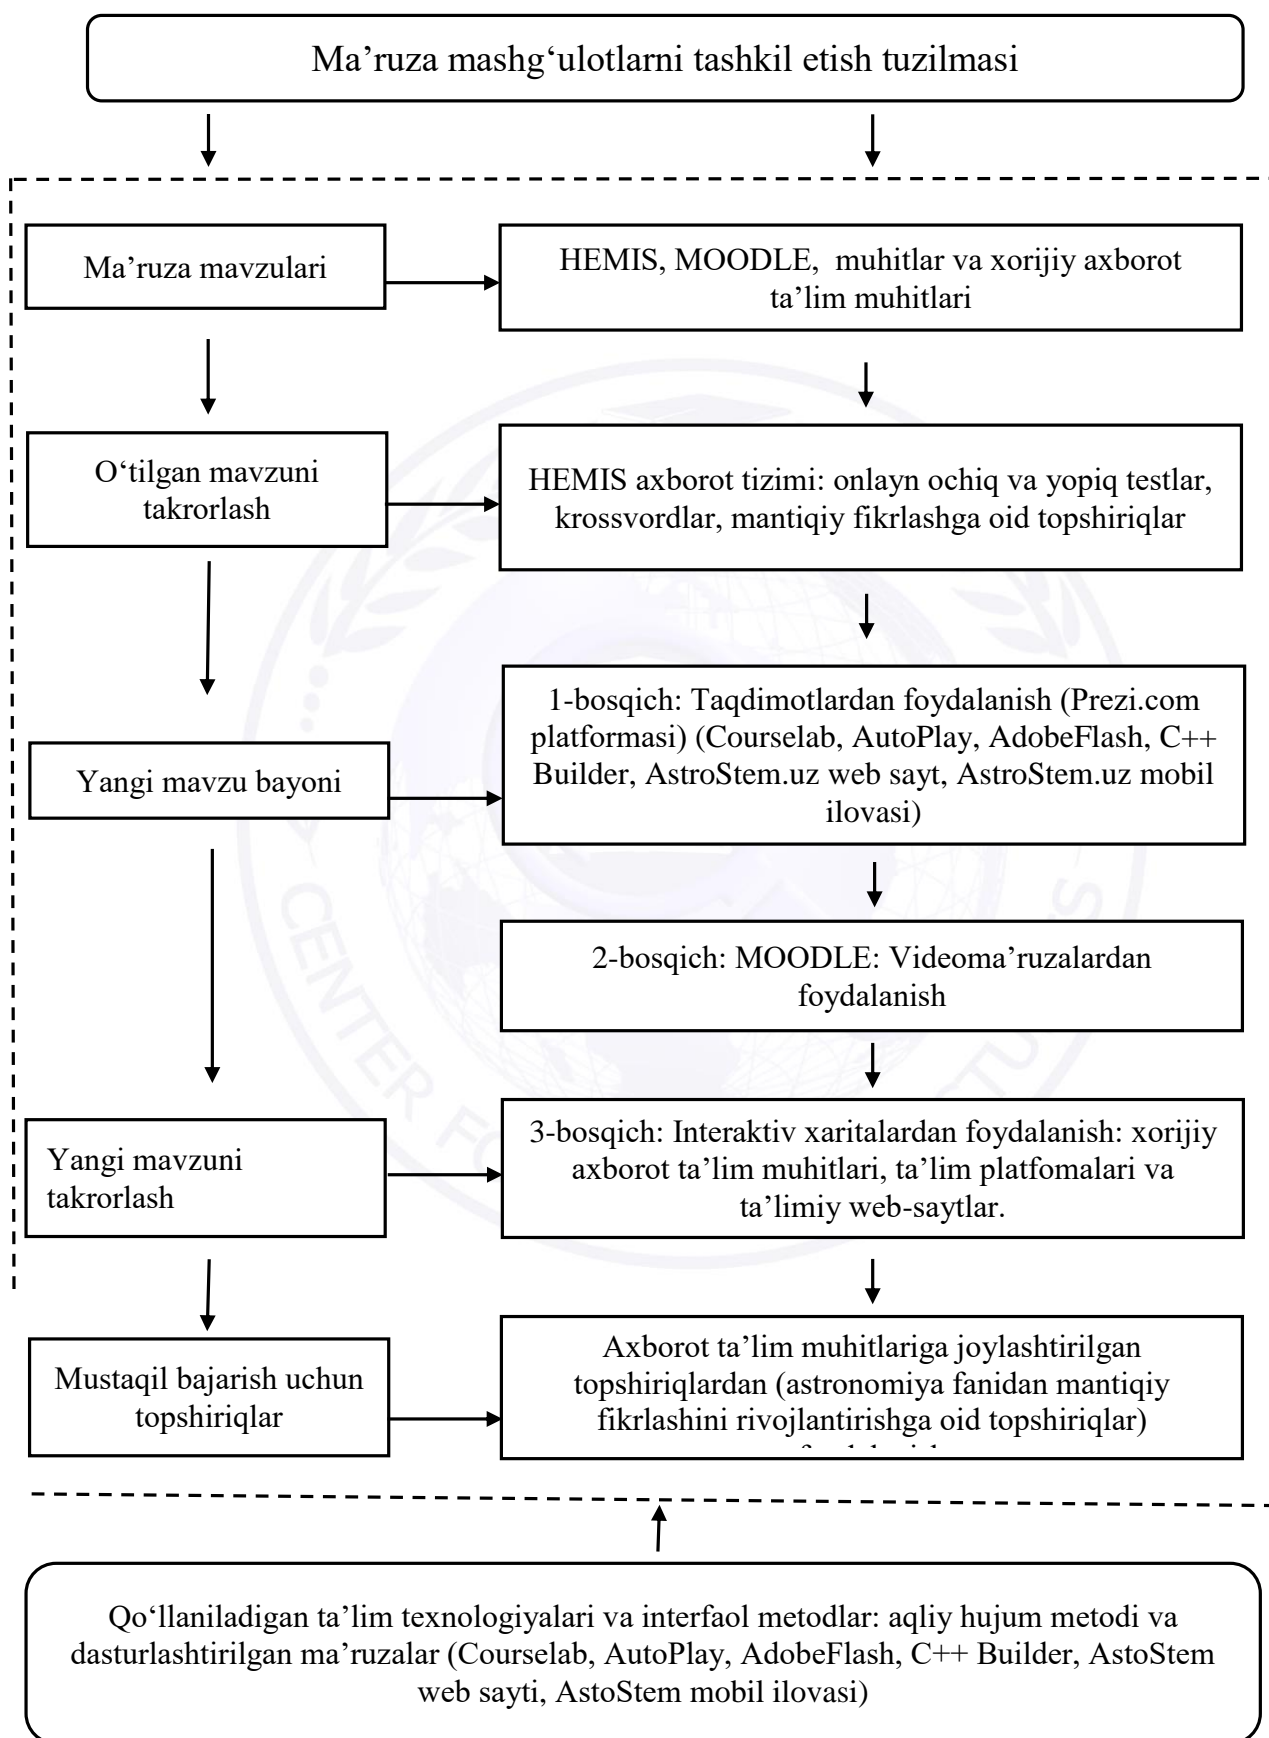 Ma’ruza mashg‘ulotlarni tashkil etish tuzilmasi
Ma’ruza mavzulari
HEMIS, MOODLE, muhitlar va xorijiy axborot
ta’lim muhitlari
O‘tilgan mavzuni
takrorlash
HEMIS axborot tizimi: onlayn ochiq va yopiq testlar,
krossvordlar, mantiqiy fikrlashga oid topshiriqlar
Yangi mavzu bayoni
1-bosqich: Taqdimotlardan foydalanish (Prezi.com
platformasi) (Courselab, AutoPlay, AdobeFlash, C++
Builder, AstroStem.uz web sayt, AstroStem.uz mobil
ilovasi)
2-bosqich: MOODLE: Videoma’ruzalardan
foydalanish
Yangi mavzuni
takrorlash
3-bosqich: Interaktiv xaritalardan foydalanish: xorijiy
axborot ta’lim muhitlari, ta’lim platfomalari va
ta’limiy web-saytlar.
Mustaqil bajarish uchun
topshiriqlar
Axborot ta’lim muhitlariga joylashtirilgan
topshiriqlardan (astronomiya fanidan mantiqiy
fikrlashini rivojlantirishga oid topshiriqlar)
Qo‘llaniladigan ta’lim texnologiyalari va interfaol metodlar: aqliy hujum metodi va
dasturlashtirilgan ma’ruzalar (Courselab, AutoPlay, AdobeFlash, C++ Builder, AstoStem
web sayti, AstoStem mobil ilovasi)
CENTER